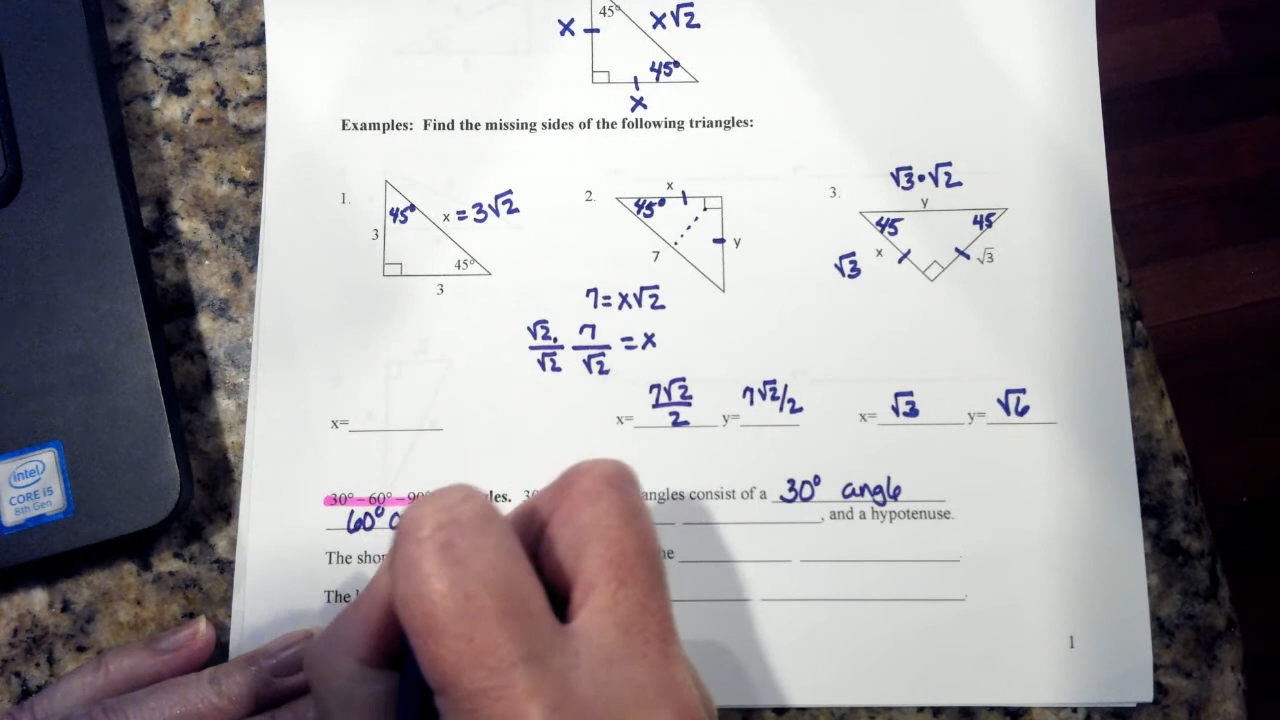 45°
x√2
x
45°
x
Examples: Find the missing sides of the following triangles:
1.
45°
x = 3√2
3
45°
3
2.
x
45°
y
7
7 = x√2
√2 . 7 = x
√2 √2
3.
√3 • √2
y
45 45
x
√3
√3
x=
x= 7√2/2 y= 7√2/2
x= √3 y= √6
30° – 60° – 90° angles consist of a 30° angle
60° , and a hypotenuse.
The
The
1
intel
CORE i5
8th Gen